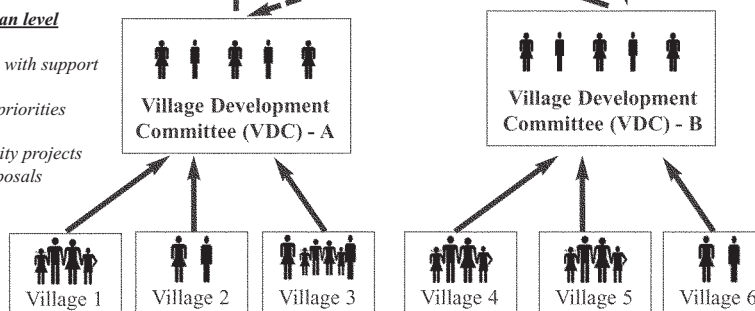 an level
with support
priorities
ity projects
posals
Village Development
Committee (VDC) - A
Village Development
Committee (VDC) - B
Village 1
Village 2
Village 3
Village 4
Village 5
Village 6